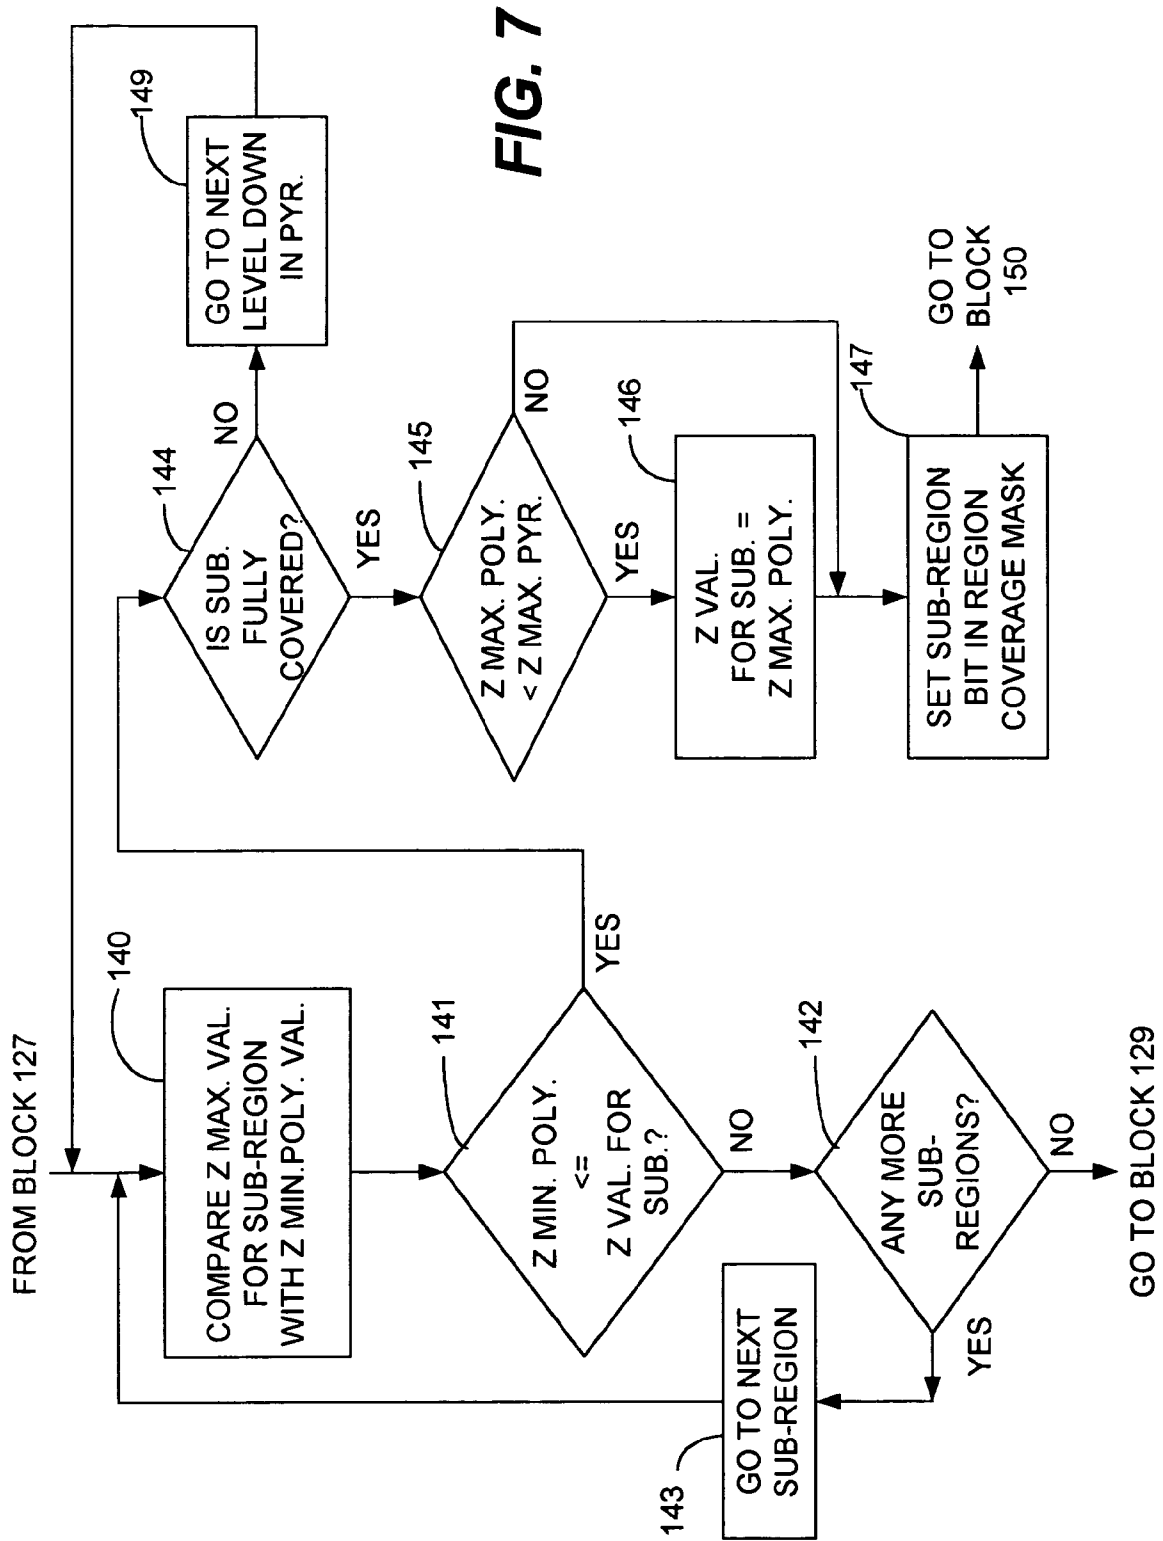 FROM BLOCK 127
140
COMPARE Z MAX. VAL.
FOR SUB-REGION
WITH Z MIN.POLY. VAL.
141
Z MIN. POLY.
<=
Z VAL. FOR
SUB.?
YES
NO
142
ANY MORE
SUB-
REGIONS?
YES
NO
143
GO TO NEXT
SUB-REGION
GO TO BLOCK 129
144
IS SUB.
FULLY
COVERED?
NO
YES
149
GO TO NEXT
LEVEL DOWN
IN PYR.
145
Z MAX. POLY.
< Z MAX. PYR.
NO
YES
146
Z VAL.
FOR SUB. =
Z MAX. POLY.
147
SET SUB-REGION
BIT IN REGION
COVERAGE MASK
GO TO
BLOCK
150
FIG. 7